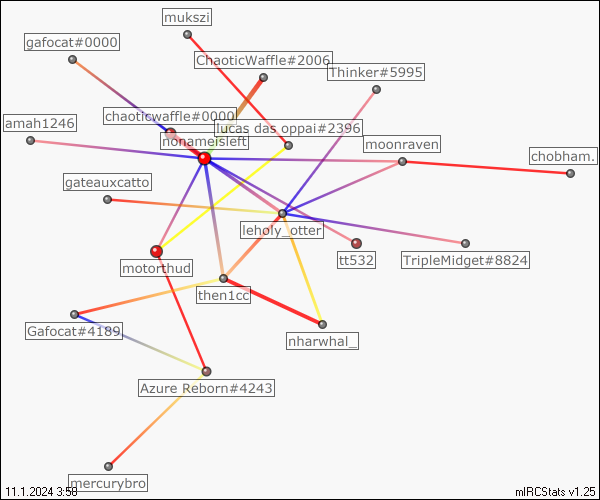 mukszi
gafocat#0000
ChaoticWaffle#2006
Thinker#5995
chaoticwaffle#0000
amah1246
lucas das oppai#2396
nonameisleft
moonraven
chobham.
gateauxcatto
leholy_otter
motorthud
tt532
TripleMidget#8824
then1cc
Gafocat#4189
nharwhal_
Azure Reborn#4243
mercurybro
11.1.2024 3:58
mIRCStats v1.25